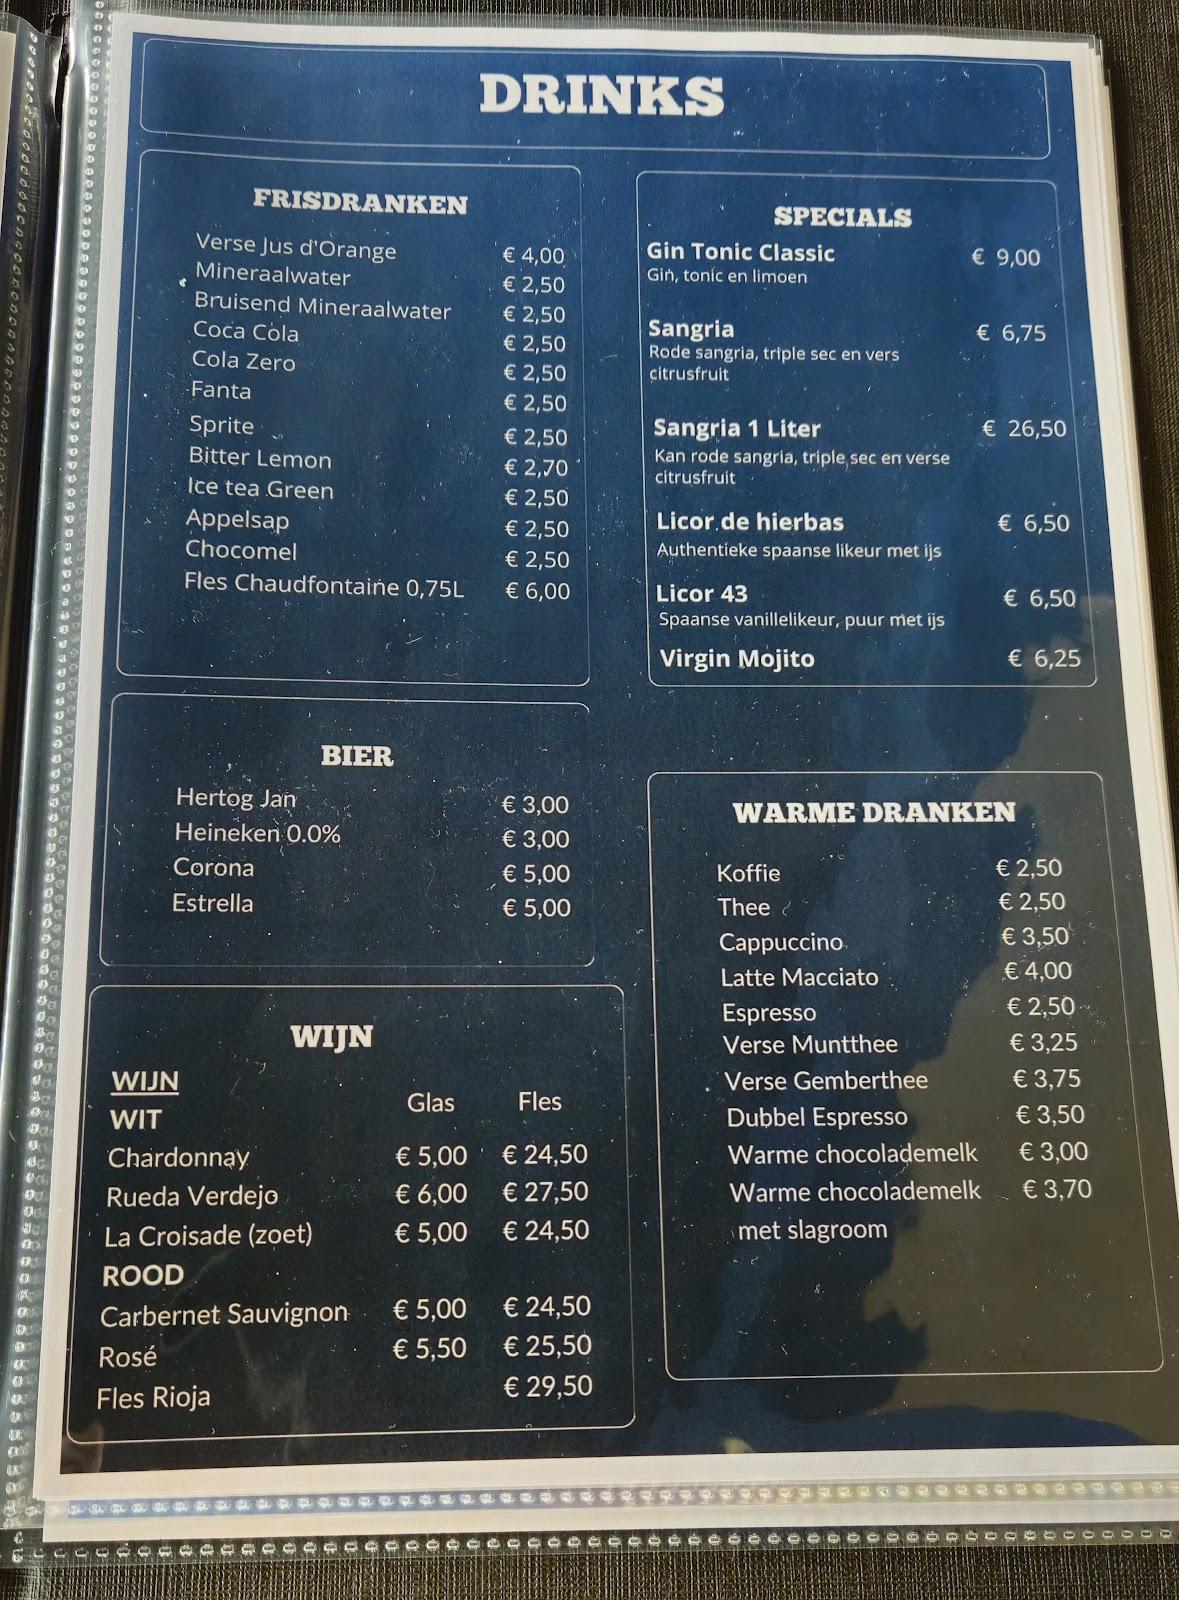 DRINKS
FRISDRANKEN
Verse Jus d'Orange € 4,00
Mineraalwater € 2,50
Bruisend Mineraalwater € 2,50
Coca Cola € 2,50
Cola Zero € 2,50
Fanta € 2,50
Sprite € 2,50
Bitter Lemon € 2,70
Ice tea Green € 2,50
Appelsap € 2,50
Chocomel € 2,50
Fles Chaudfontaine 0,75L € 6,00
BIER
Hertog Jan € 3,00
Heineken 0.0% € 3,00
Corona € 5,00
Estrella € 5,00
WIJN
WIJN
Glas Fles
WIT
Chardonnay € 5,00 € 24,50
Rueda Verdejo € 6,00 € 27,50
La Croisade (zoet) € 5,00 € 24,50
ROOD
Carbernet Sauvignon € 5,00 € 24,50
Rosé € 5,50 € 25,50
Fles Rioja € 29,50
SPECIALS
Gin Tonic Classic € 9,00
Gin, tonic en limoen
Sangria € 6,75
Rode sangria, triple sec en vers
citrusfruit
Sangria 1 Liter € 26,50
Kan rode sangria, triple sec en verse
citrusfruit
Licor de hierbas € 6,50
Authentieke spaanse likeur met ijs
Licor 43 € 6,50
Spaanse vanillelikeur, puur met ijs
Virgin Mojito € 6,25
WARME DRANKEN
Koffie € 2,50
Thee € 2,50
Cappuccino € 3,50
Latte Macciato € 4,00
Espresso € 2,50
Verse Muntthee € 3,25
Verse Gemberthee € 3,75
Dubbel Espresso € 3,50
Warme chocolademelk € 3,00
Warme chocolademelk € 3,70
met slagroom